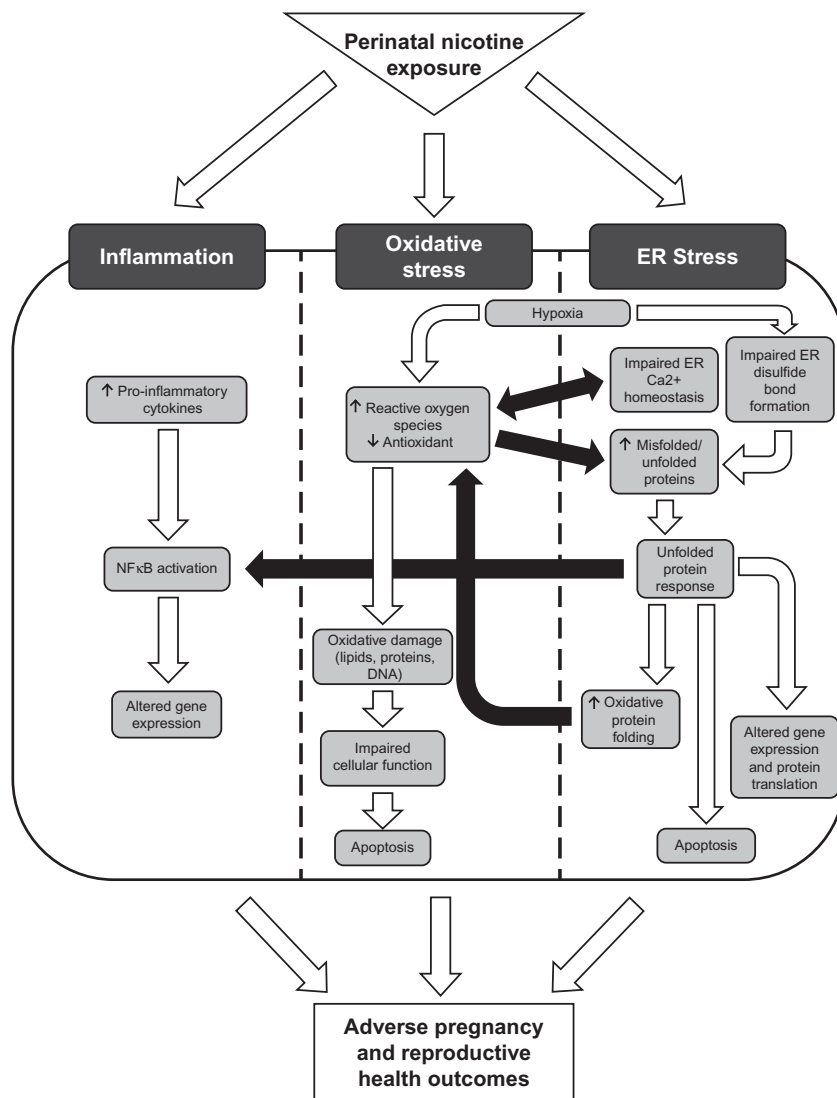 Perinatal nicotine
exposure
Inflammation
Oxidative
stress
ER Stress
Hypoxia
↑ Pro-inflammatory
cytokines
↑ Reactive oxygen
species
↓ Antioxidant
Impaired ER
Ca2+
homeostasis
Impaired ER
disulfide
bond
formation
↑ Misfolded/
unfolded
proteins
NFκB activation
Unfolded
protein
response
Oxidative damage
(lipids, proteins,
DNA)
Altered gene
expression
↑ Oxidative
protein
folding
Altered gene
expression
and protein
translation
Impaired
cellular function
Apoptosis
Apoptosis
Adverse pregnancy
and reproductive
health outcomes